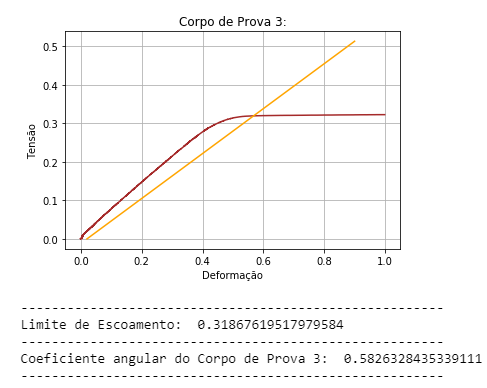 Corpo de Prova 3:
0.5
0.4
0.3
0.2
0.1
0.0
Tensão
0.0 0.2 0.4 0.6 0.8 1.0
Deformação
-------------------------------------------------------
Limite de Escoamento:  0.31867619517979584
-------------------------------------------------------
Coeficiente angular do Corpo de Prova 3:  0.5826328435339111
-------------------------------------------------------